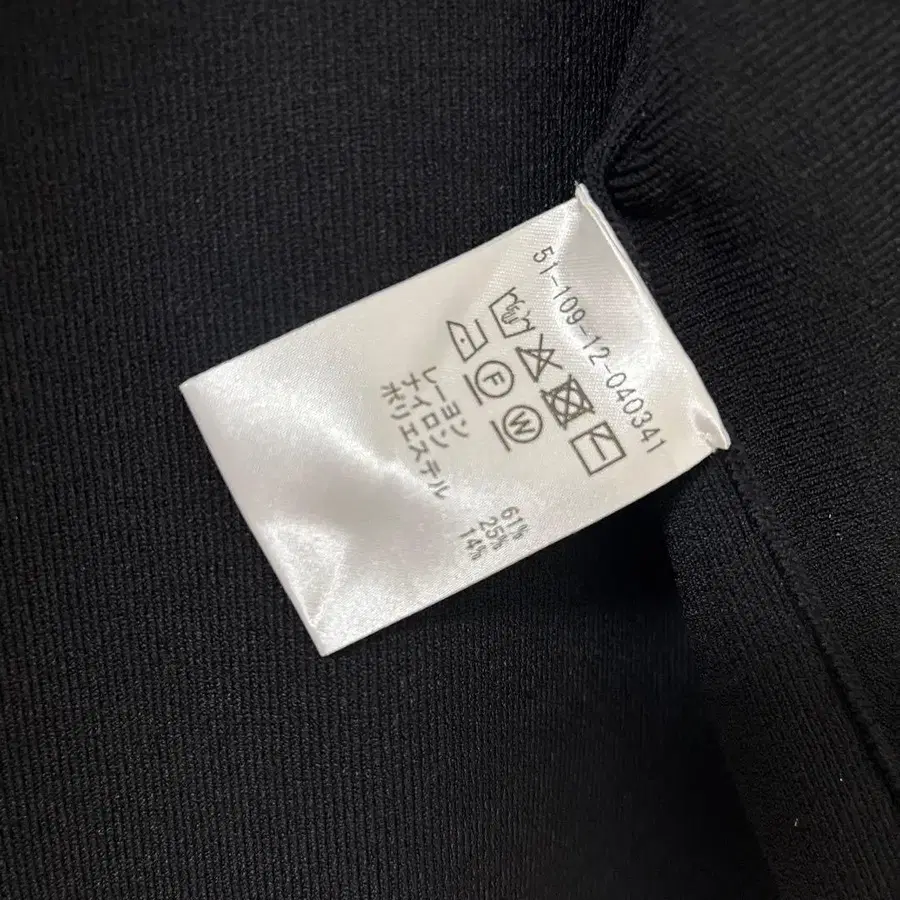 51-109-12-040341
F
W
レーヨン 61%
ナイロン 25%
ポリエステル 14%